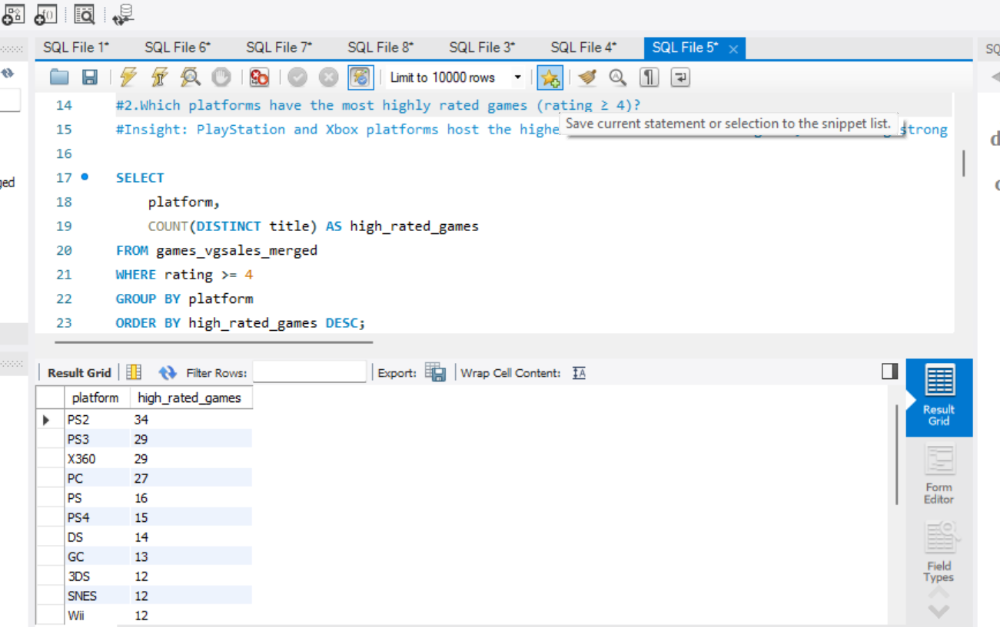 SQL File 1* SQL File 6* SQL File 7* SQL File 8* SQL File 3* SQL File 4* SQL File 5*
Limit to 10000 rows
14 #2.Which platforms have the most highly rated games (rating ≥ 4)?
Save current statement or selection to the snippet list.
15 #Insight: PlayStation and Xbox platforms host the strong
16
17 SELECT
18 platform,
19 COUNT(DISTINCT title) AS high_rated_games
20 FROM games_vgsales_merged
21 WHERE rating >= 4
22 GROUP BY platform
23 ORDER BY high_rated_games DESC;
Result Grid Filter Rows: Export: Wrap Cell Content:
platform high_rated_games
PS2 34
PS3 29
X360 29
PC 27
PS 16
PS4 15
DS 14
GC 13
3DS 12
SNES 12
Wii 12
Result
Grid
Form
Editor
Field
Types